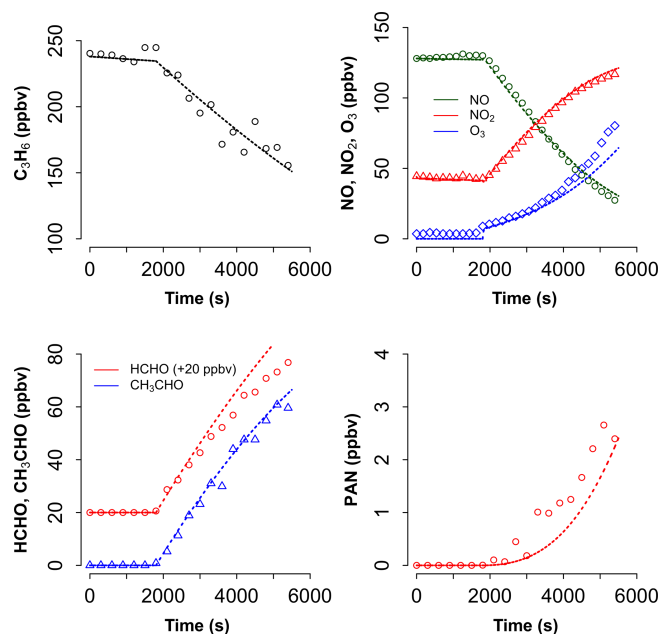 C3H6 (ppbv)
250
200
150
100
0 2000 4000 6000
Time (s)
NO, NO2, O3 (ppbv)
150
100
50
0
NO
NO2
O3
0 2000 4000 6000
Time (s)
HCHO, CH3CHO (ppbv)
80
60
40
20
0
HCHO (+20 ppbv)
CH3CHO
0 2000 4000 6000
Time (s)
PAN (ppbv)
4
3
2
1
0
0 2000 4000 6000
Time (s)